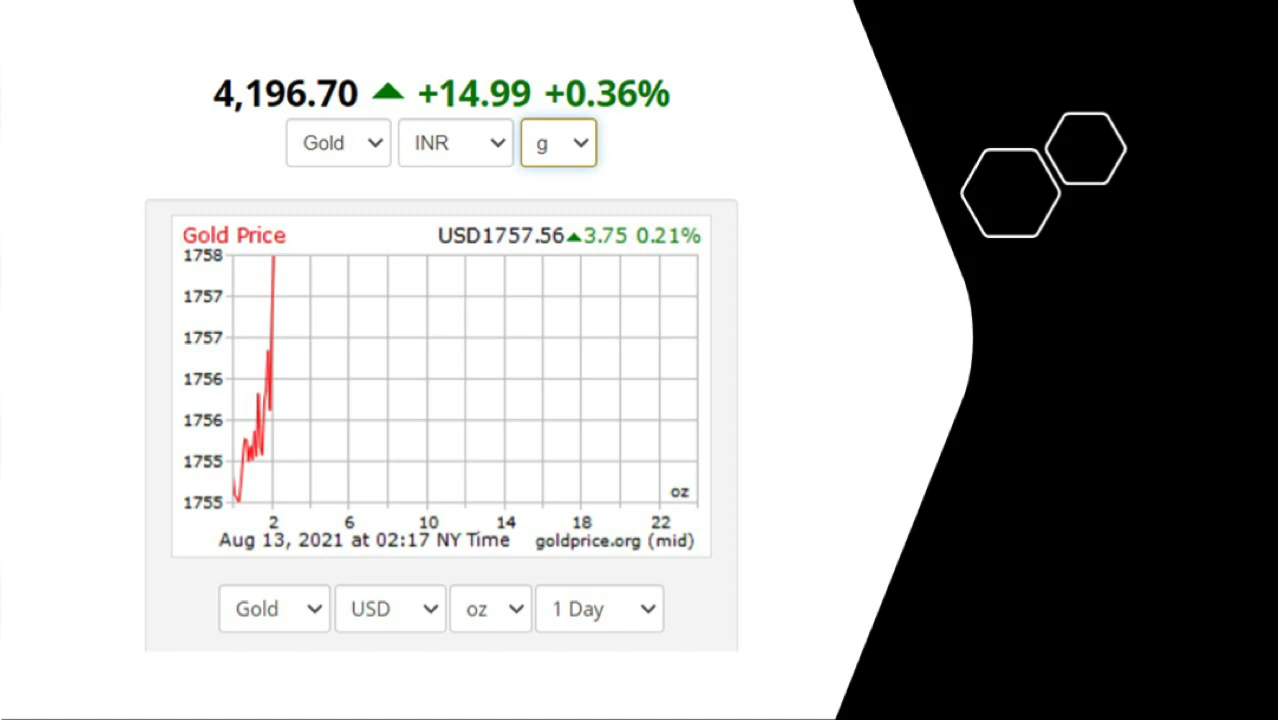 4,196.70 ▲ +14.99 +0.36%
Gold INR g
Gold Price USD1757.56▲3.75 0.21%
1758
1757
1757
1756
1756
1755
1755
oz
2 6 10 14 18 22
Aug 13, 2021 at 02:17 NY Time goldprice.org (mid)
Gold USD oz 1 Day